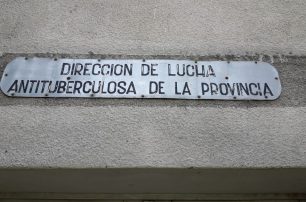 DIRECCION DE LUCHA
ANTITUBERCULOSA DE LA PROVINCIA